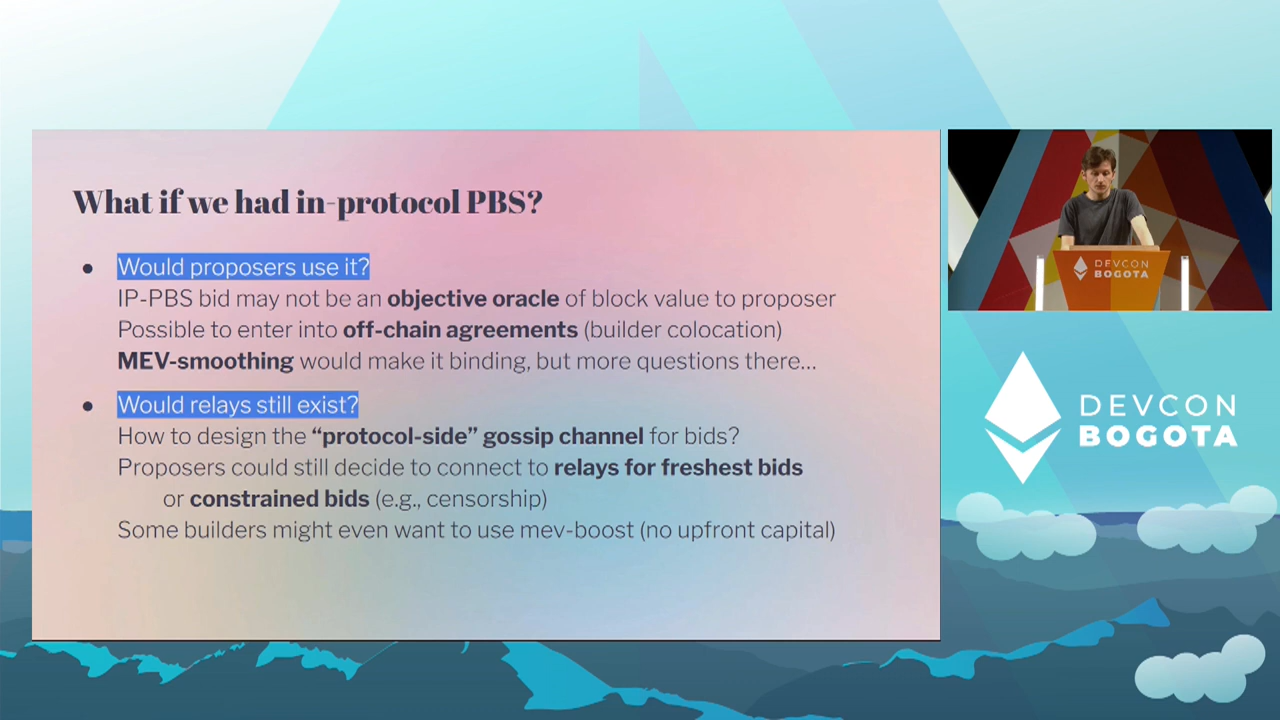 What if we had in-protocol PBS?
● Would proposers use it?
IP-PBS bid may not be an objective oracle of block value to proposer
Possible to enter into off-chain agreements (builder colocation)
MEV-smoothing would make it binding, but more questions there...
● Would relays still exist?
How to design the “protocol-side” gossip channel for bids?
Proposers could still decide to connect to relays for freshest bids
or constrained bids (e.g., censorship)
Some builders might even want to use mev-boost (no upfront capital)
DEVCON
BOGOTA
DEVCON
BOGOTA